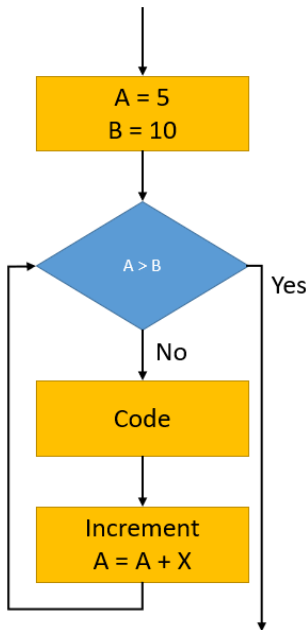 A = 5
B = 10
A > B
Yes
No
Code
Increment
A = A + X